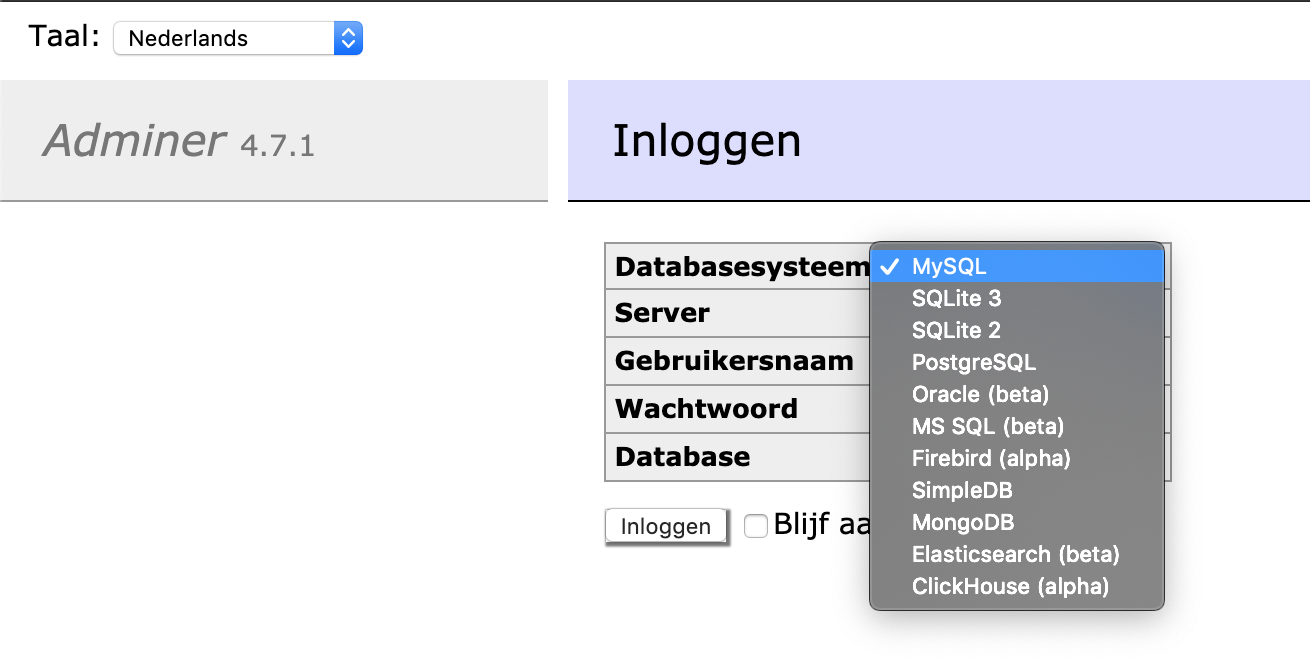 Taal: Nederlands
Adminer 4.7.1
Inloggen
Databasesysteem
Server
Gebruikersnaam
Wachtwoord
Database
Inloggen Blijf
MySQL
SQLite 3
SQLite 2
PostgreSQL
Oracle (beta)
MS SQL (beta)
Firebird (alpha)
SimpleDB
MongoDB
Elasticsearch (beta)
ClickHouse (alpha)